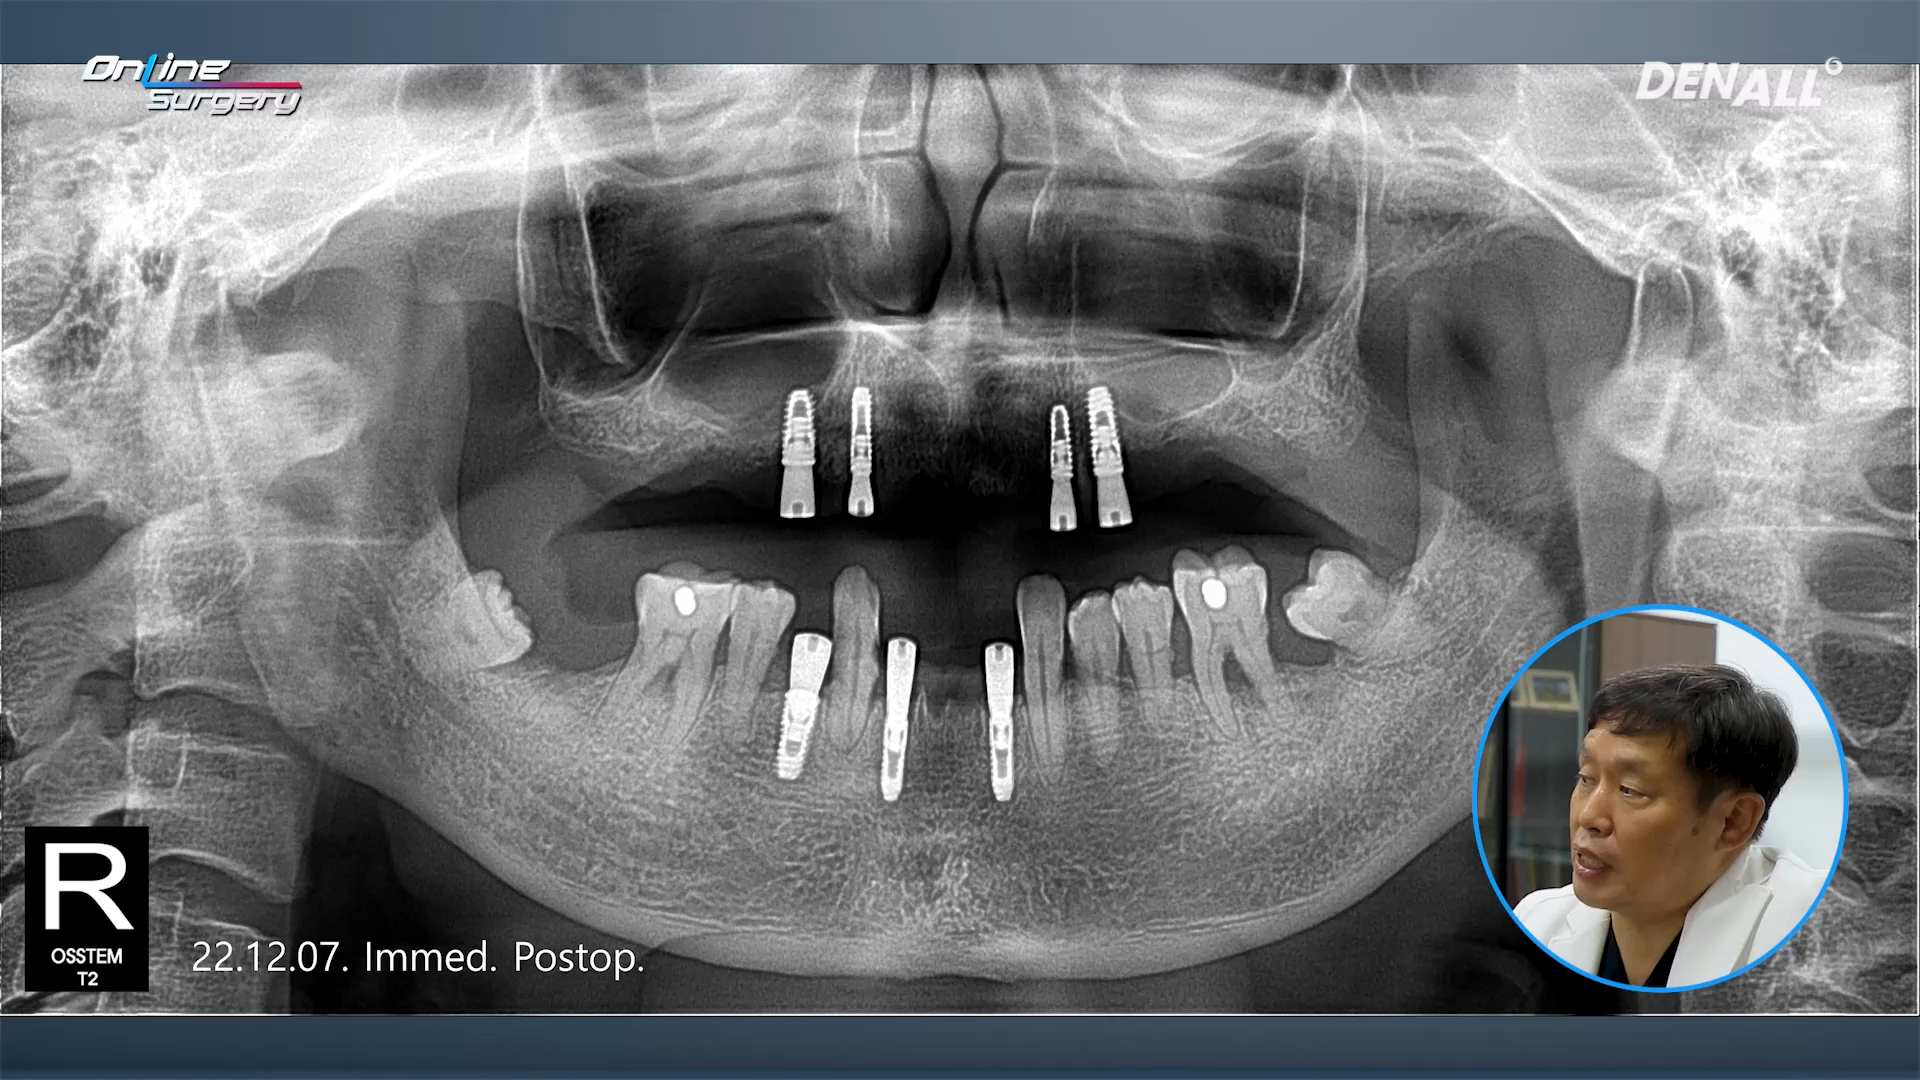 OnLine
Surgery
DENALL
R
OSSTEM
T2
22.12.07. Immed. Postop.